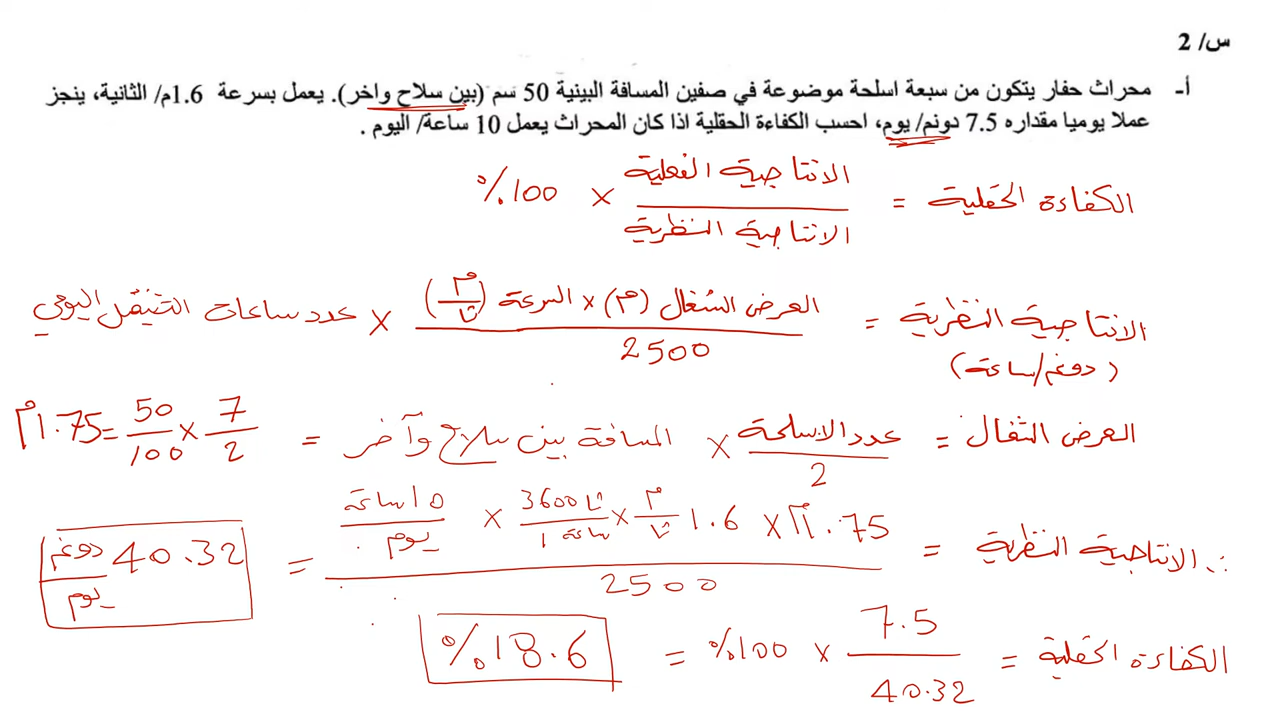 س/ 2
أ- محراث حفار يتكون من سبعة اسلحة موضوعة في صفين المسافة البينية 50 سم (بين سلاح واخر). يعمل بسرعة 1.6م/ الثانية، ينجز
عملا يوميا مقداره 7.5 دونم/ يوم، احسب الكفاءة الحقلية اذا كان المحراث يعمل 10 ساعة/ اليوم .
الكفاءة الحقلية = الانتاجية الفعلية / الانتاجية النظرية × 100%
الانتاجية النظرية = العرض الشغال (م) × السرعة (م/ثا) / 2500 × عدد ساعات التشغيل اليومي
(دونم/ساعة)
العرض الشغال = عدد الاسلحة / 2 × المسافة بين سلاح وآخر = 7/2 × 50/100 = 1.75م
∴ الانتاجية النظرية = 1.75م × 1.6 م/ثا × 3600ثا / 1 ساعة × 10 ساعة / يوم / 2500 = 40.32 دونم/يوم
الكفاءة الحقلية = 7.5 / 40.32 × 100% = 18.6%